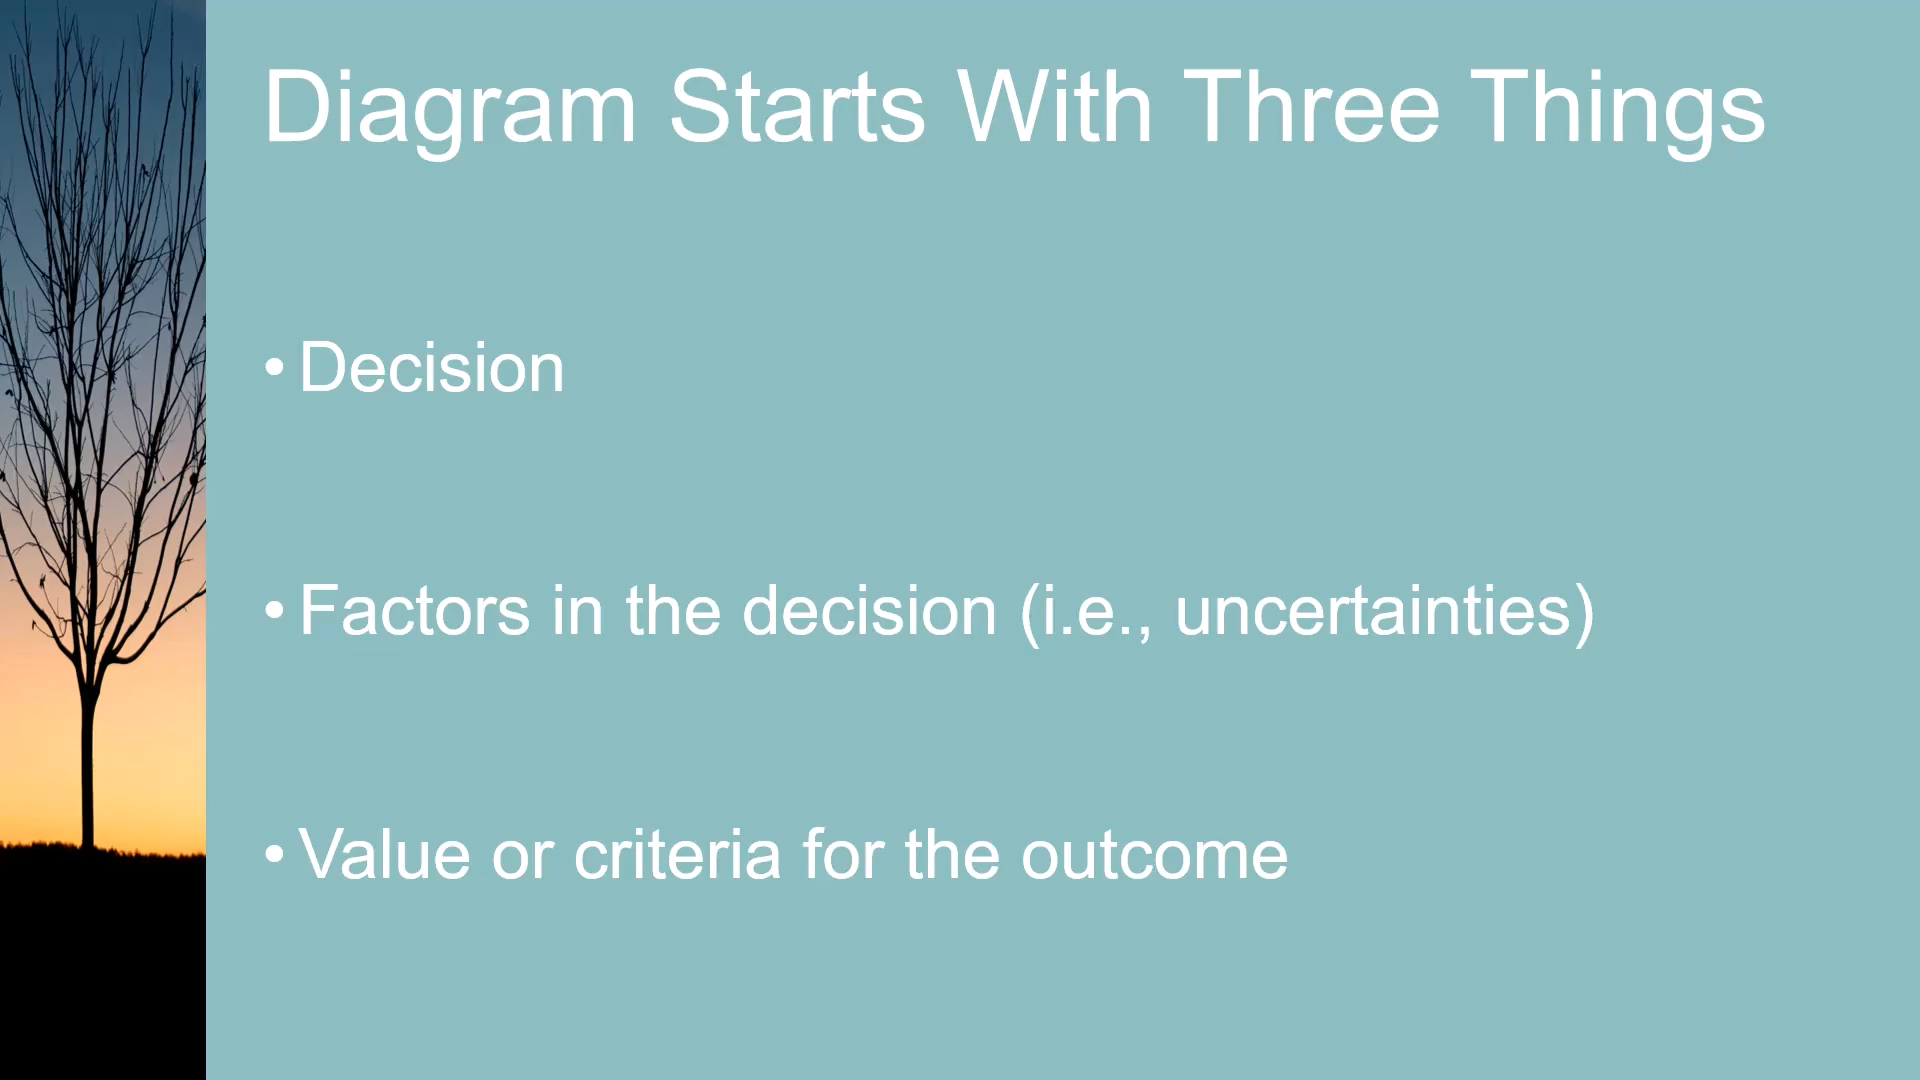 Diagram Starts With Three Things
• Decision
• Factors in the decision (i.e., uncertainties)
• Value or criteria for the outcome